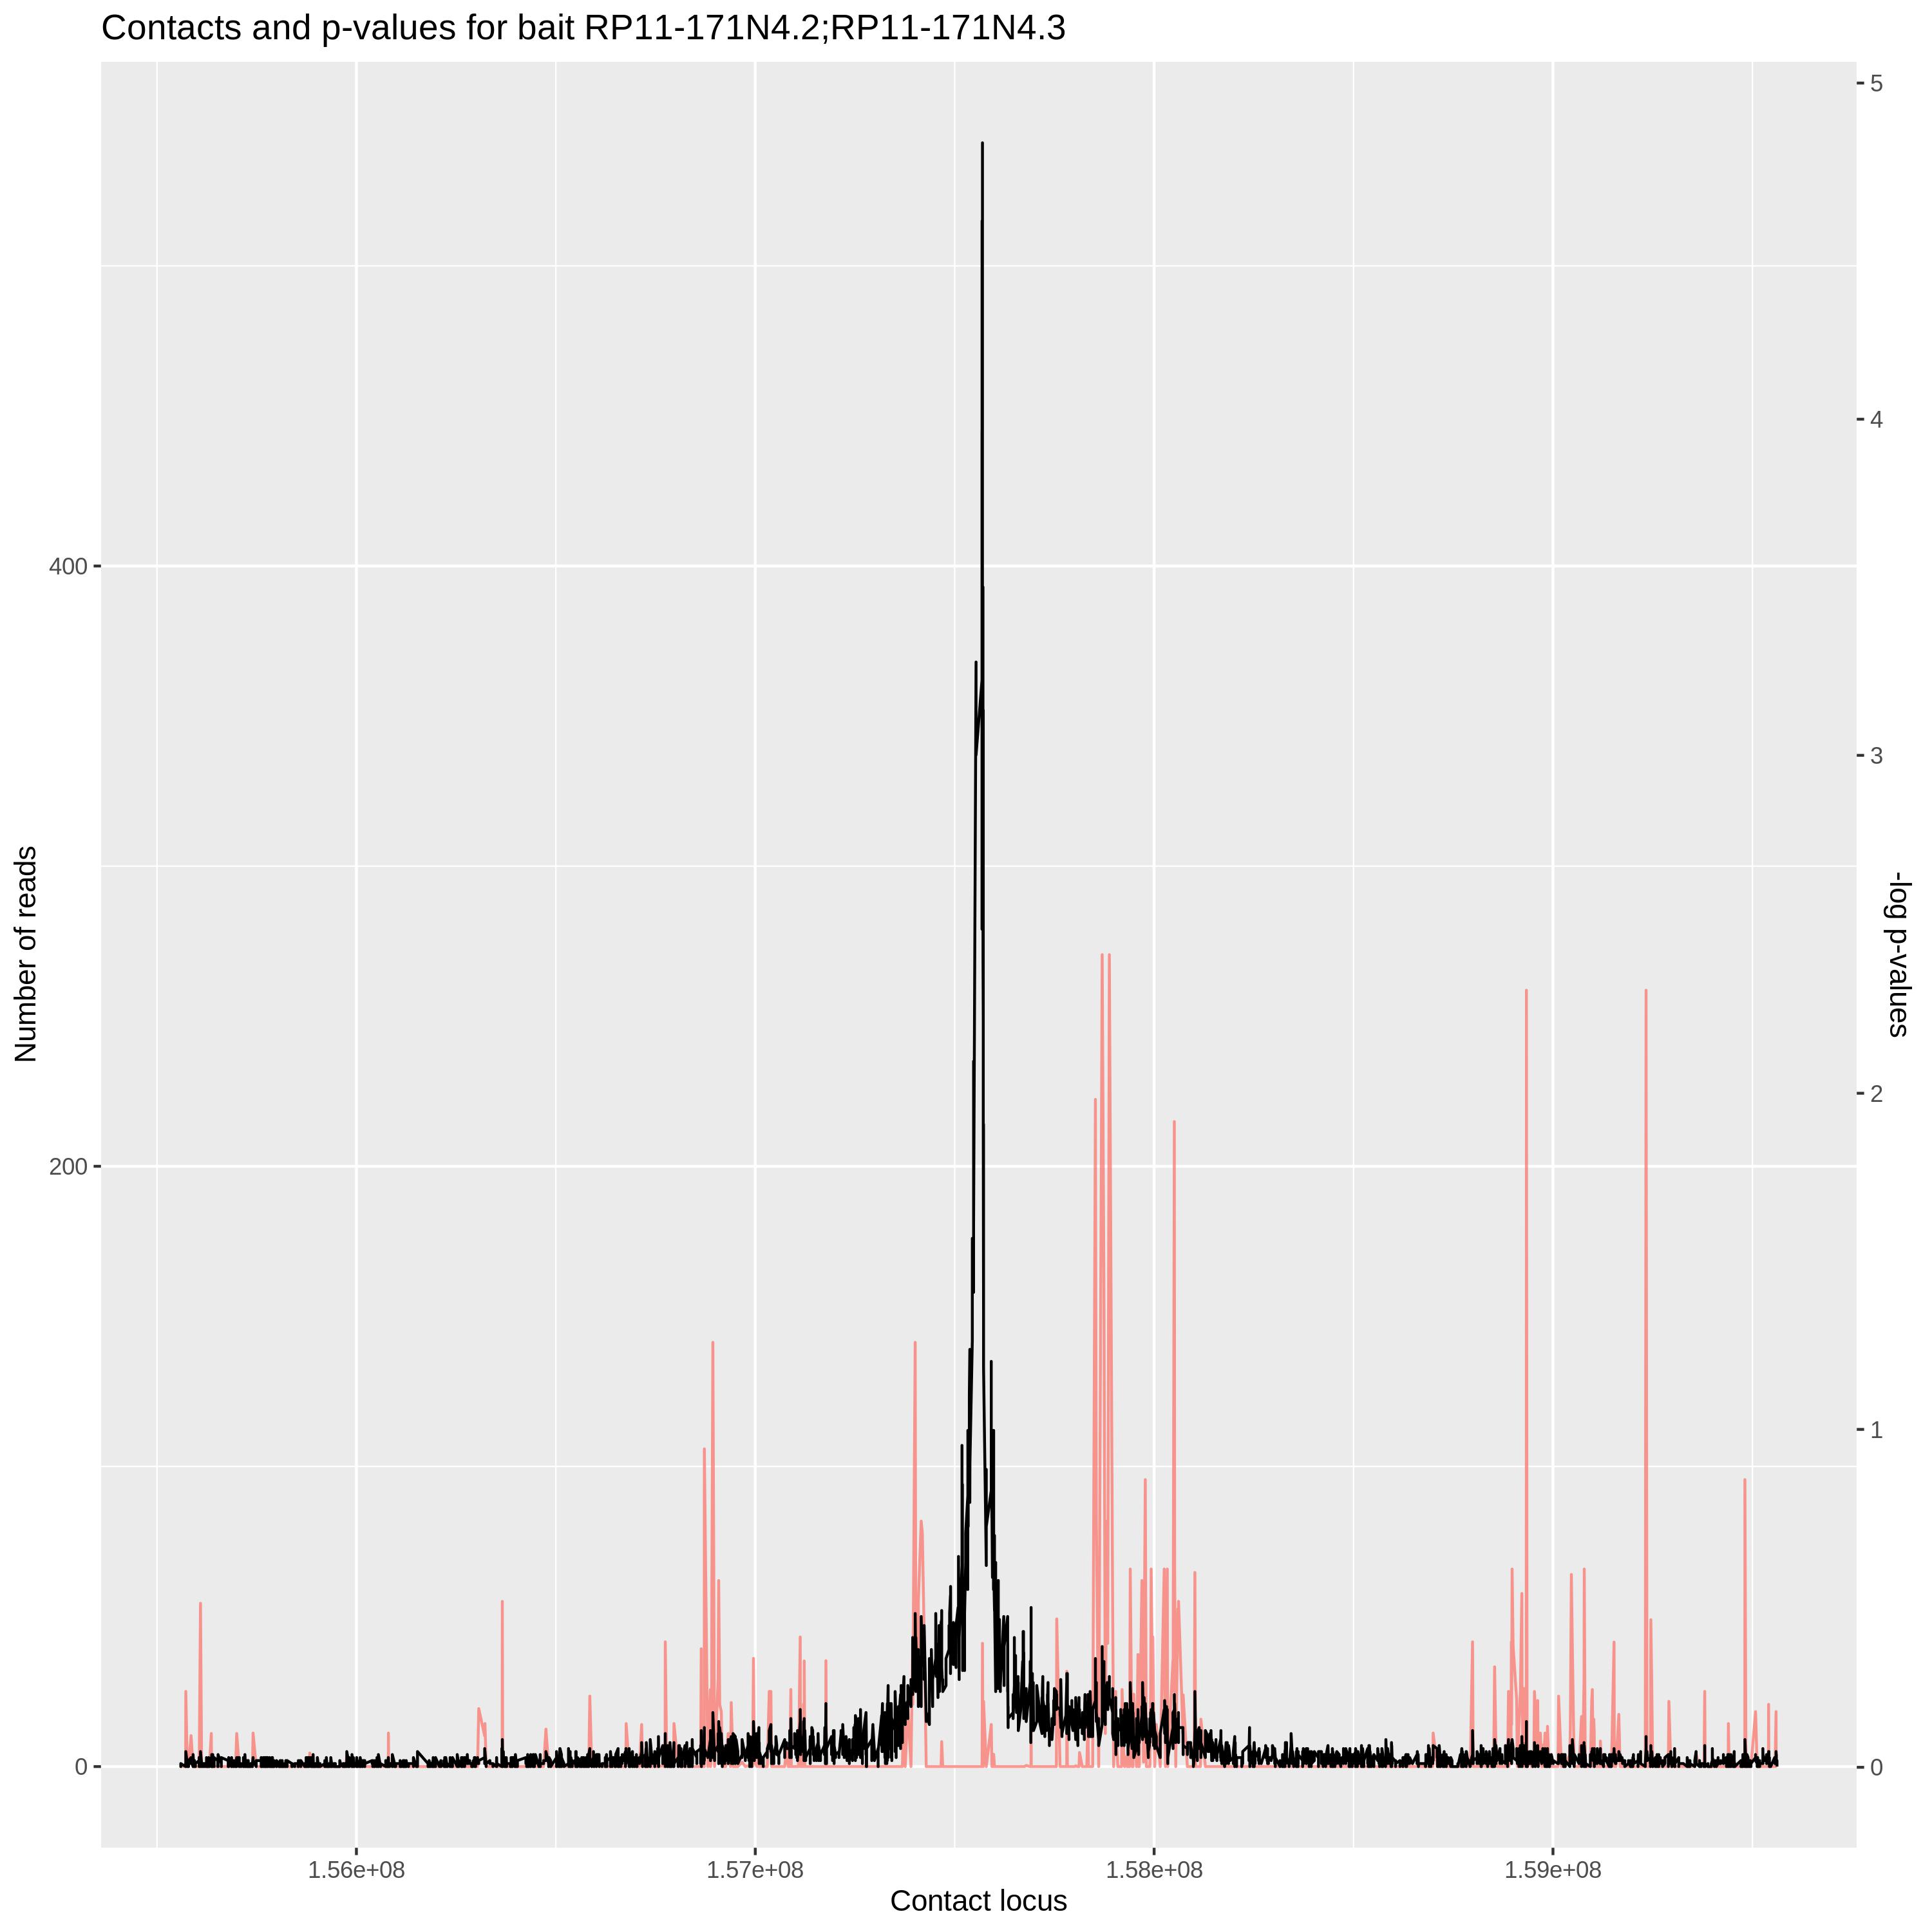 Contacts and p-values for bait RP11-171N4.2;RP11-171N4.3
Number of reads
400
200
0
5
4
3
2
1
0
-log p-values
1.56e+08 1.57e+08 1.58e+08 1.59e+08
Contact locus